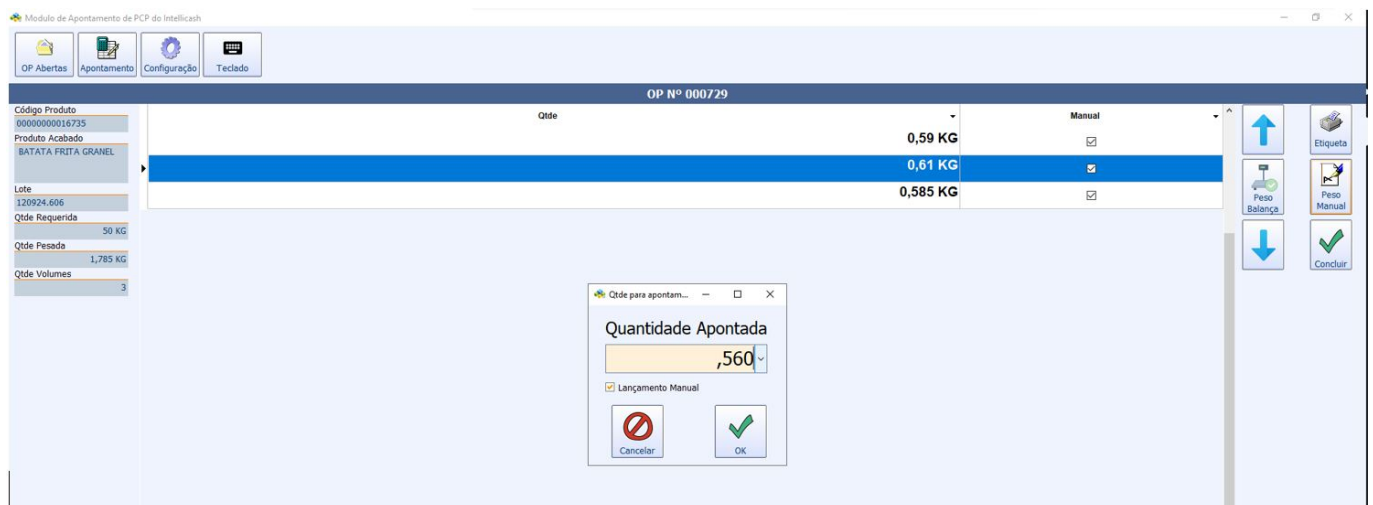 Modulo de Apontamento de PCP do Intellicash
OP Abertas
Apontamento
Configuração
Teclado
OP Nº 000729
Código Produto
00000000016735
Produto Acabado
BATATA FRITA GRANEL
Lote
120924.606
Qtde Requerida
50 KG
Qtde Pesada
1,785 KG
Qtde Volumes
3
Qtde
Manual
0,59 KG
0,61 KG
0,585 KG
Peso
Balança
Etiqueta
Peso
Manual
Concluir
Qtde para apontam...
Quantidade Apontada
,560
Lançamento Manual
Cancelar
OK